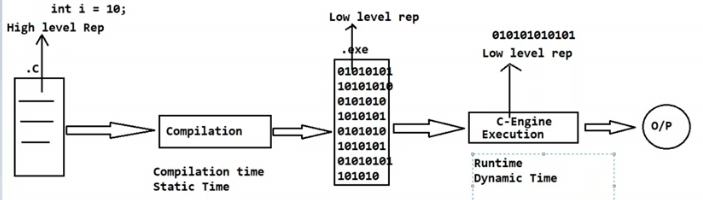 int i = 10;
High level Rep
.C
Compilation
Compilation time
Static Time
Low level rep
.exe
01010101
10101010
0101010
1010101
0101010
1010101
01010101
101010
010101010101
Low level rep
C-Engine
Execution
Runtime
Dynamic Time
O/P